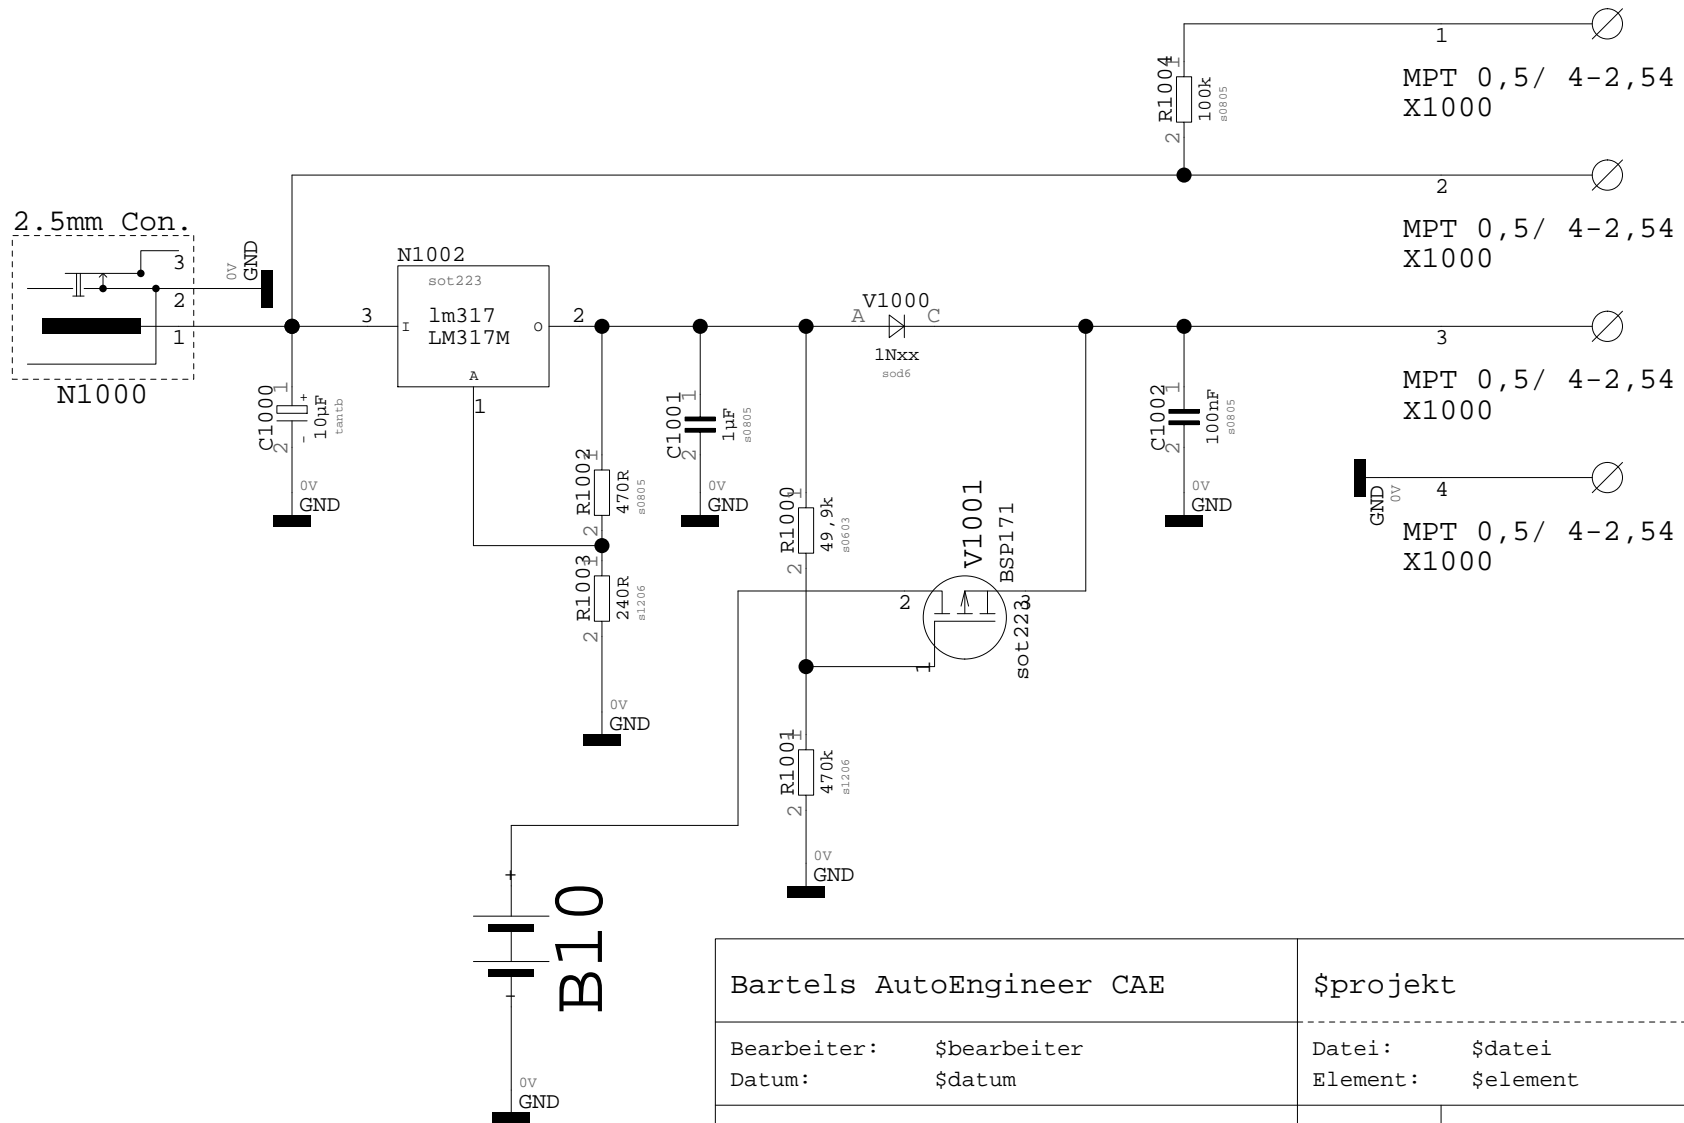 1
MPT 0,5/ 4-2,54
X1000
R1004
1
100k
s0805
2
2
MPT 0,5/ 4-2,54
X1000
2.5mm Con.
3
2
1
N1000
0V
GND
N1002
sot223
lm317
LM317M
3
I
O
2
A
1
V1000
A
C
1Nxx
sod6
3
MPT 0,5/ 4-2,54
X1000
C1000
1
+
10µF
tantb
-
2
0V
GND
R1002
1
470R
s0805
2
C1001
1
1µF
s0805
2
0V
GND
R1000
1
49,9k
s0603
2
V1001
BSP171
sot223
2
3
1
C1002
1
100nF
s0805
2
0V
GND
GND
0V
4
MPT 0,5/ 4-2,54
X1000
R1003
1
240R
s1206
2
0V
GND
R1001
1
470k
s1206
2
0V
GND
+
B10
-
0V
GND
Bartels AutoEngineer CAE
$projekt
Bearbeiter: $bearbeiter
Datum: $datum
Datei: $datei
Element: $element